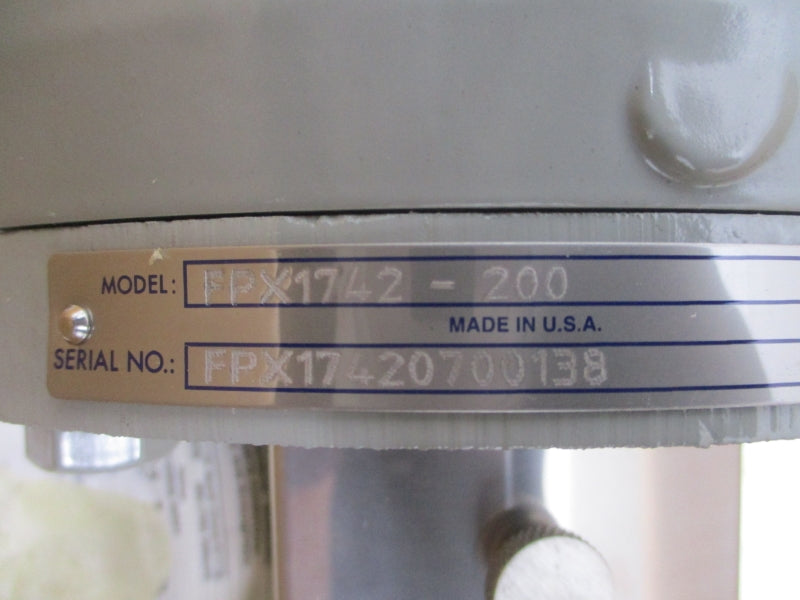 MODEL: FPX1742 - 200
MADE IN U.S.A.
SERIAL NO.: FPX17420700138